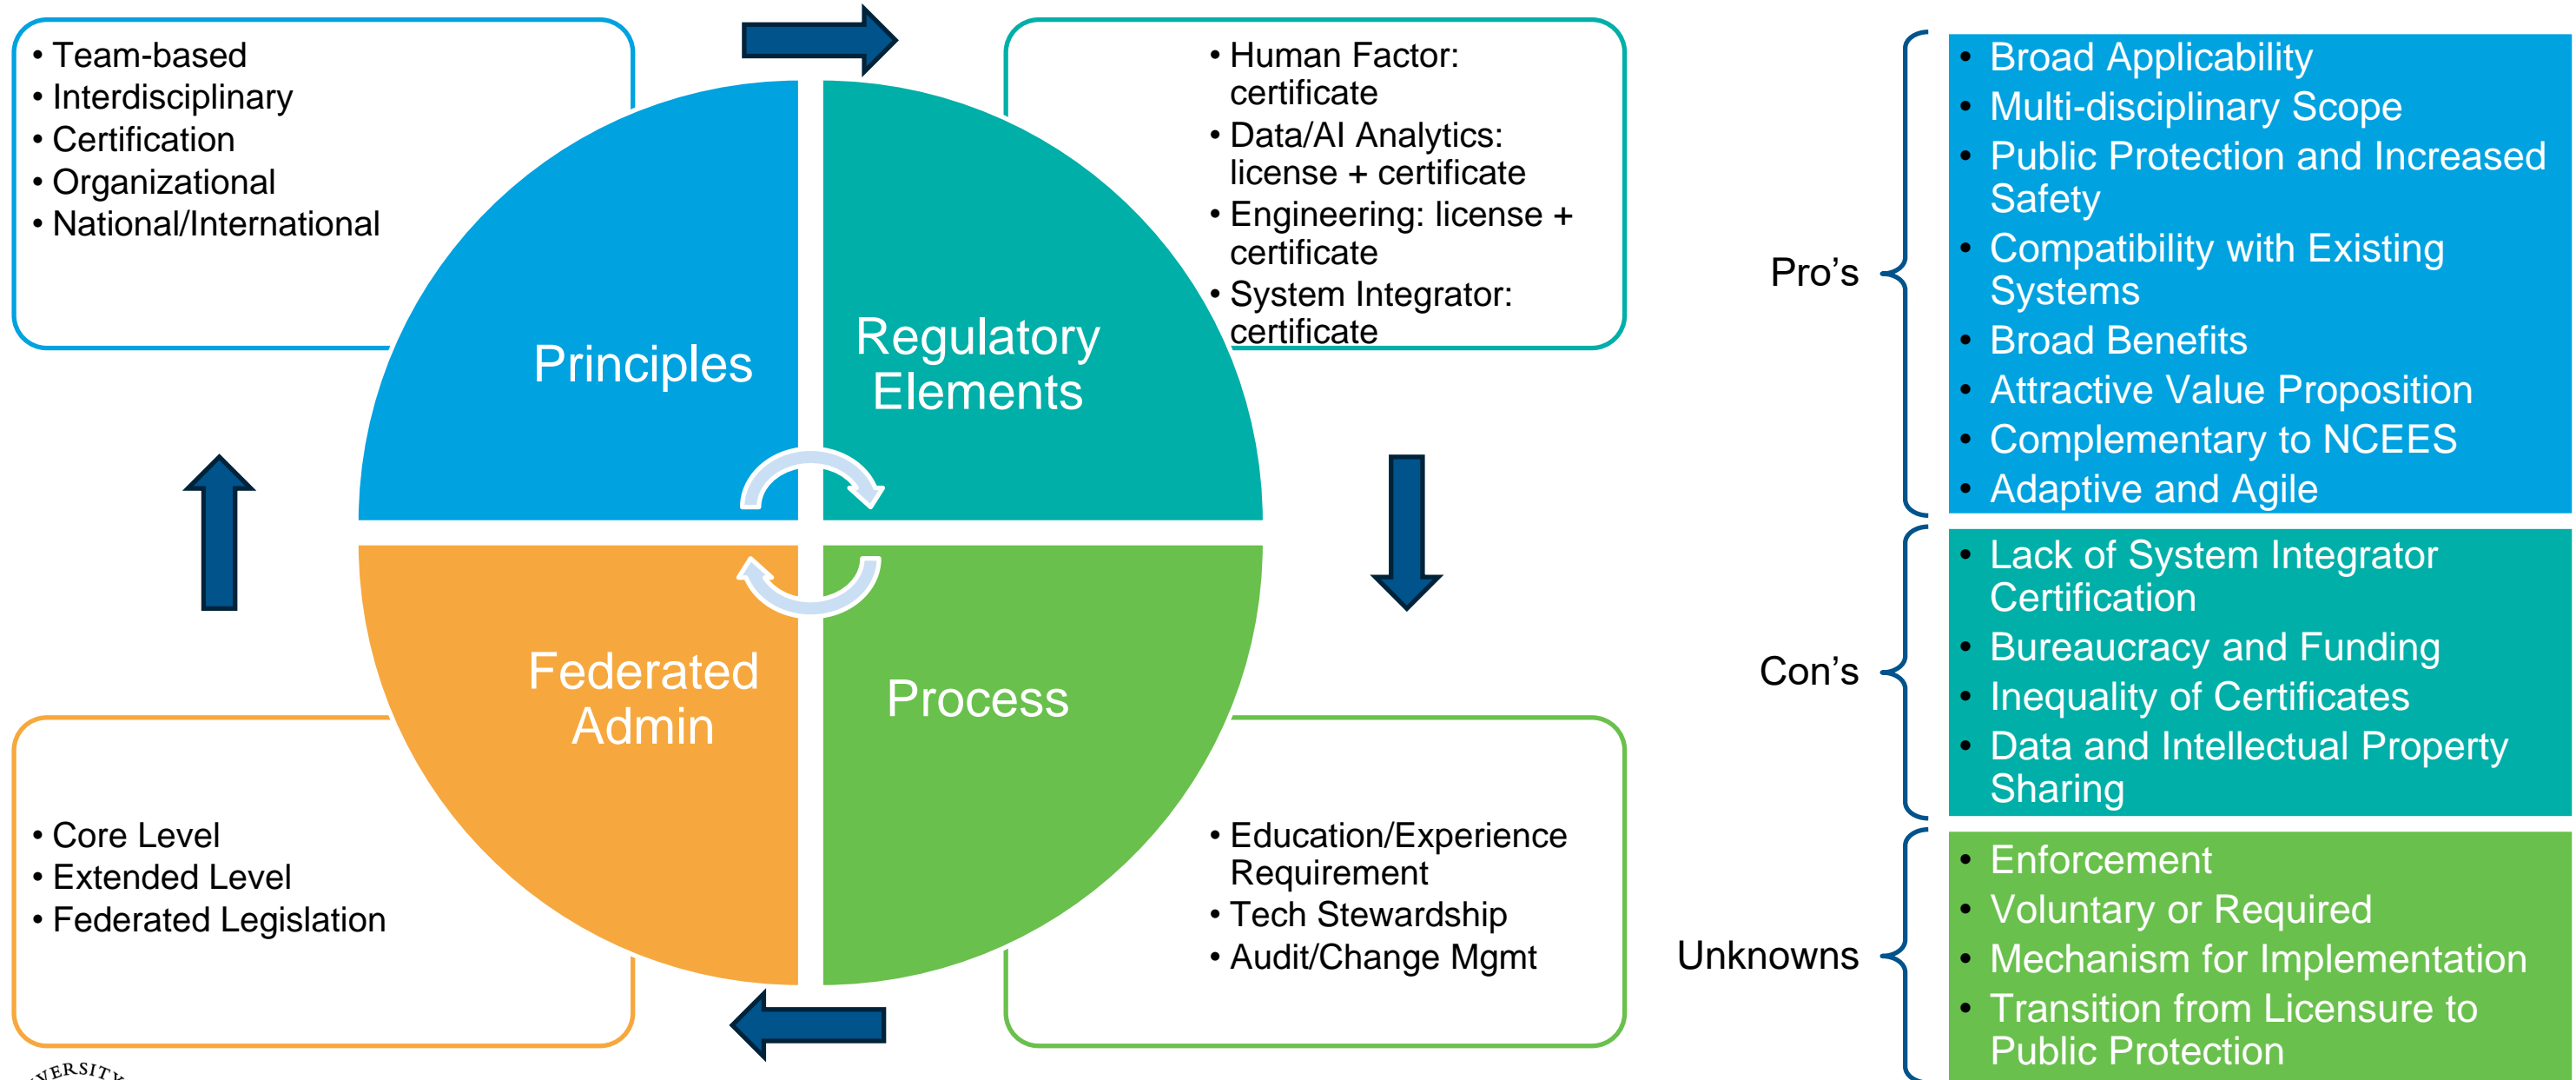 • Team-based
• Interdisciplinary
• Certification
• Organizational
• National/International
• Human Factor:
certificate
• Data/AI Analytics:
license + certificate
• Engineering: license +
certificate
• System Integrator:
certificate
Principles
Regulatory
Elements
Federated
Admin
Process
• Core Level
• Extended Level
• Federated Legislation
• Education/Experience
Requirement
• Tech Stewardship
• Audit/Change Mgmt
Pro's
• Broad Applicability
• Multi-disciplinary Scope
• Public Protection and Increased
Safety
• Compatibility with Existing
Systems
• Broad Benefits
• Attractive Value Proposition
• Complementary to NCEES
• Adaptive and Agile
Con's
• Lack of System Integrator
Certification
• Bureaucracy and Funding
• Inequality of Certificates
• Data and Intellectual Property
Sharing
Unknowns
• Enforcement
• Voluntary or Required
• Mechanism for Implementation
• Transition from Licensure to
Public Protection